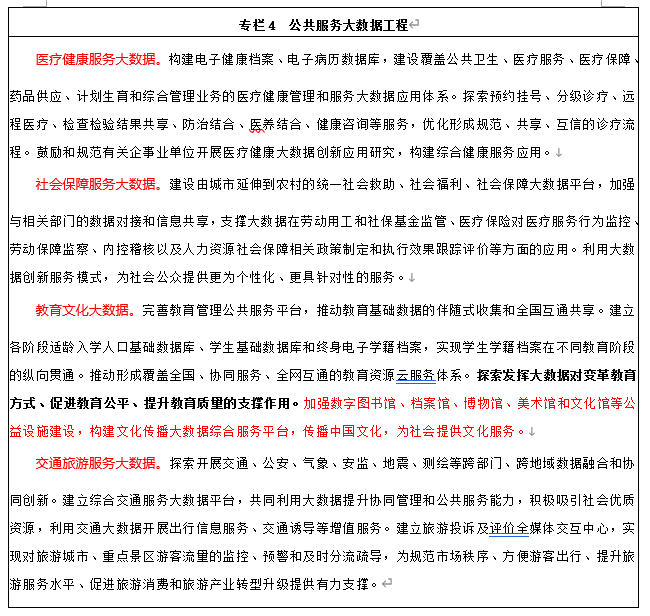 专栏4 公共服务大数据工程
医疗健康服务大数据。构建电子健康档案、电子病历数据库，建设覆盖公共卫生、医疗服务、医疗保障、
药品供应、计划生育和综合管理业务的医疗健康管理和服务大数据应用体系。探索预约挂号、分级诊疗、远
程医疗、检查检验结果共享、防治结合、医养结合、健康咨询等服务，优化形成规范、共享、互信的诊疗流
程。鼓励和规范有关企事业单位开展医疗健康大数据创新应用研究，构建综合健康服务应用。
社会保障服务大数据。建设由城市延伸到农村的统一社会救助、社会福利、社会保障大数据平台，加强
与相关部门的数据对接和信息共享，支撑大数据在劳动用工和社保基金监管、医疗保险对医疗服务行为监控、
劳动保障监察、内控稽核以及人力资源社会保障相关政策制定和执行效果跟踪评价等方面的应用。利用大数
据创新服务模式，为社会公众提供更为个性化、更具针对性的服务。
教育文化大数据。完善教育管理公共服务平台，推动教育基础数据的伴随式收集和全国互通共享。建立
各阶段适龄入学人口基础数据库、学生基础数据库和终身电子学籍档案，实现学生学籍档案在不同教育阶段
的纵向贯通。推动形成覆盖全国、协同服务、全网互通的教育资源云服务体系。探索发挥大数据对变革教育
方式、促进教育公平、提升教育质量的支撑作用。加强数字图书馆、档案馆、博物馆、美术馆和文化馆等公
益设施建设，构建文化传播大数据综合服务平台，传播中国文化，为社会提供文化服务。
交通旅游服务大数据。探索开展交通、公安、气象、安监、地震、测绘等跨部门、跨地域数据融合和协
同创新。建立综合交通服务大数据平台，共同利用大数据提升协同管理和公共服务能力，积极吸引社会优质
资源，利用交通大数据开展出行信息服务、交通诱导等增值服务。建立旅游投诉及评价全媒体交互中心，实
现对旅游城市、重点景区游客流量的监控、预警和及时分流疏导，为规范市场秩序、方便游客出行、提升旅
游服务水平、促进旅游消费和旅游产业转型升级提供有力支撑。